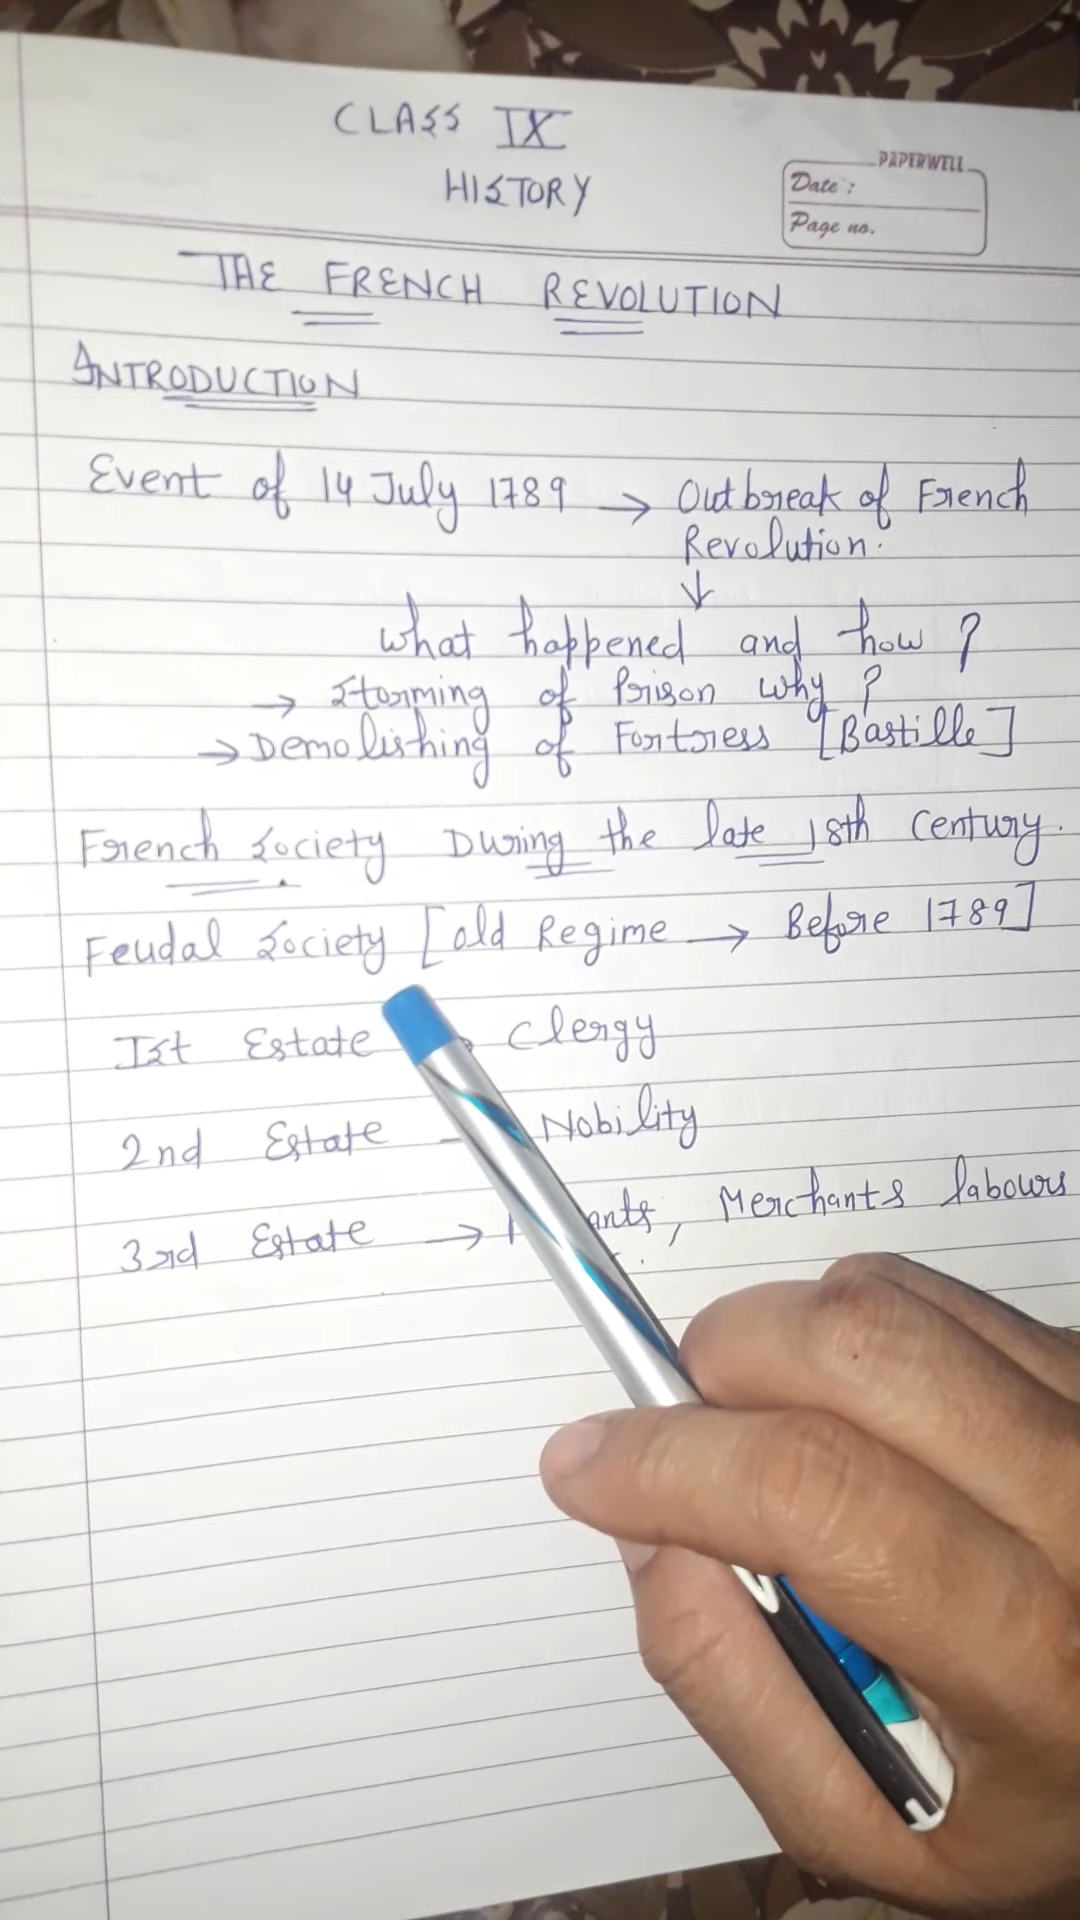 CLASS IX
HISTORY
PAPERWELL
Date :
Page no.
THE FRENCH REVOLUTION
INTRODUCTION
Event of 14 July 1789 → Outbreak of French
Revolution.
↓
what happened and how ?
→ Storming of Prison why ?
→ Demolishing of Fortress [Bastille]
French Society During the late 18th Century.
Feudal Society [old Regime → Before 1789]
Ist Estate → Clergy
2nd Estate Nobility
3rd Estate → ants, Merchants labours